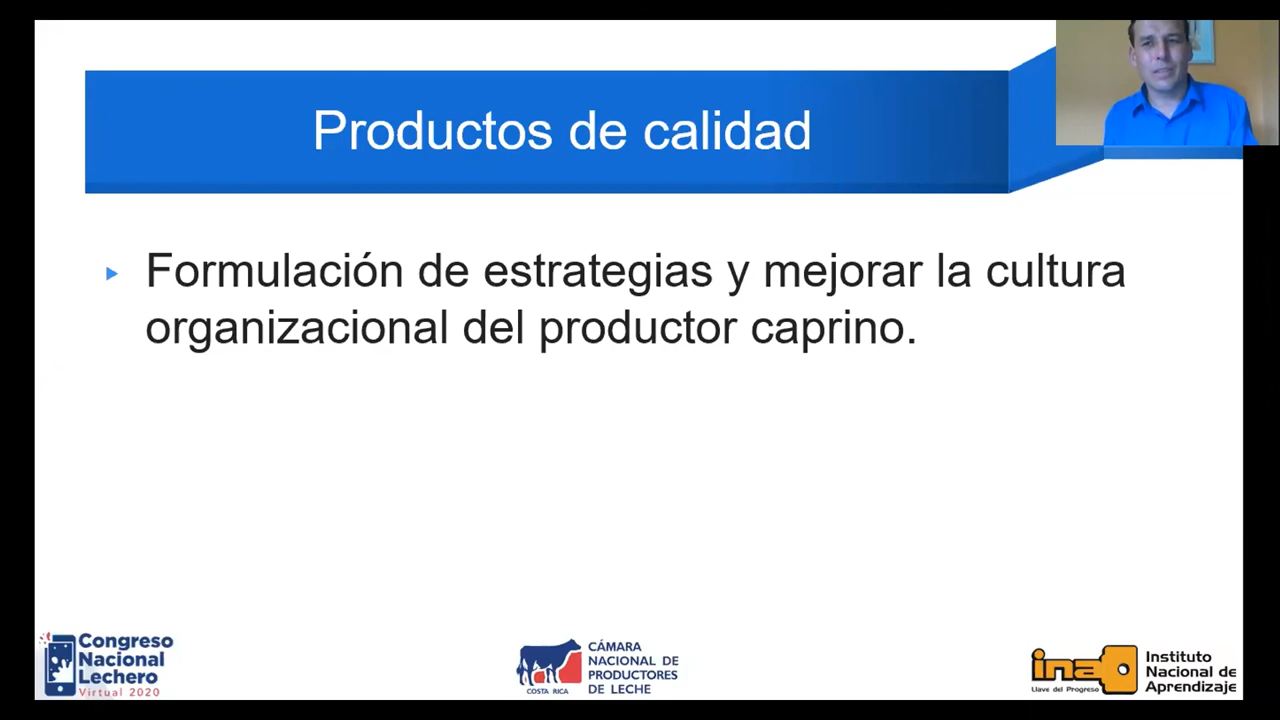 Productos de calidad
Formulación de estrategias y mejorar la cultura
organizacional del productor caprino.
Congreso
Nacional
Lechero
Virtual 2020
CÁMARA
NACIONAL DE
PRODUCTORES
DE LECHE
COSTA RICA
ina
Llave del Progreso
Instituto
Nacional de
Aprendizaje